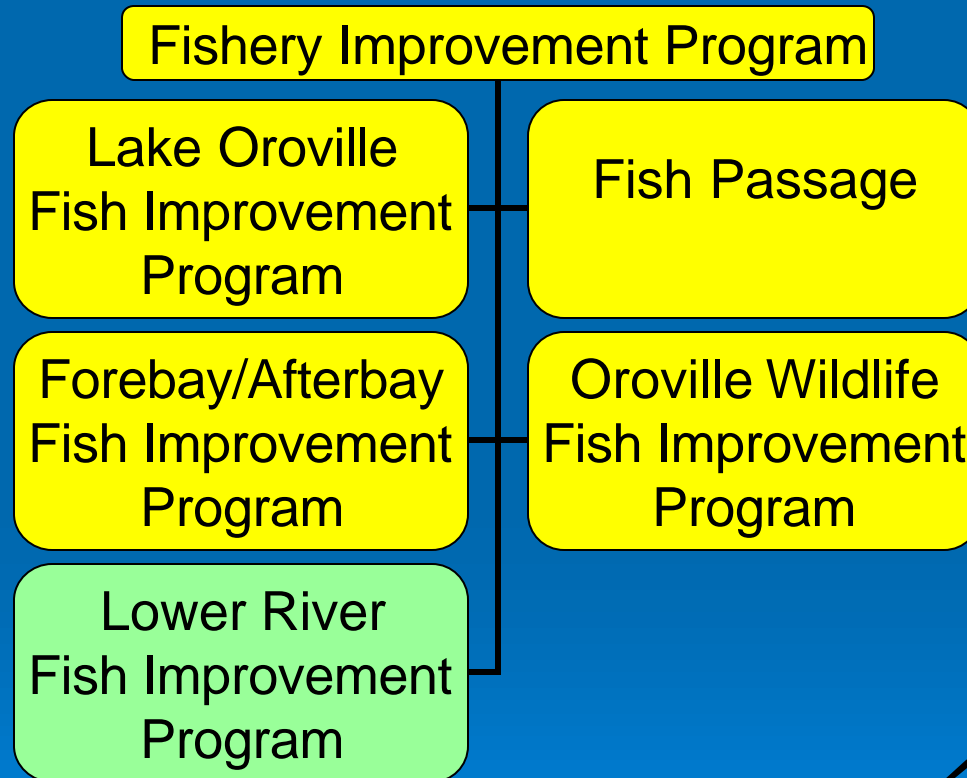 Fishery Improvement Program
Lake Oroville
Fish Improvement
Program
Fish Passage
Forebay/Afterbay
Fish Improvement
Program
Oroville Wildlife
Fish Improvement
Program
Lower River
Fish Improvement
Program